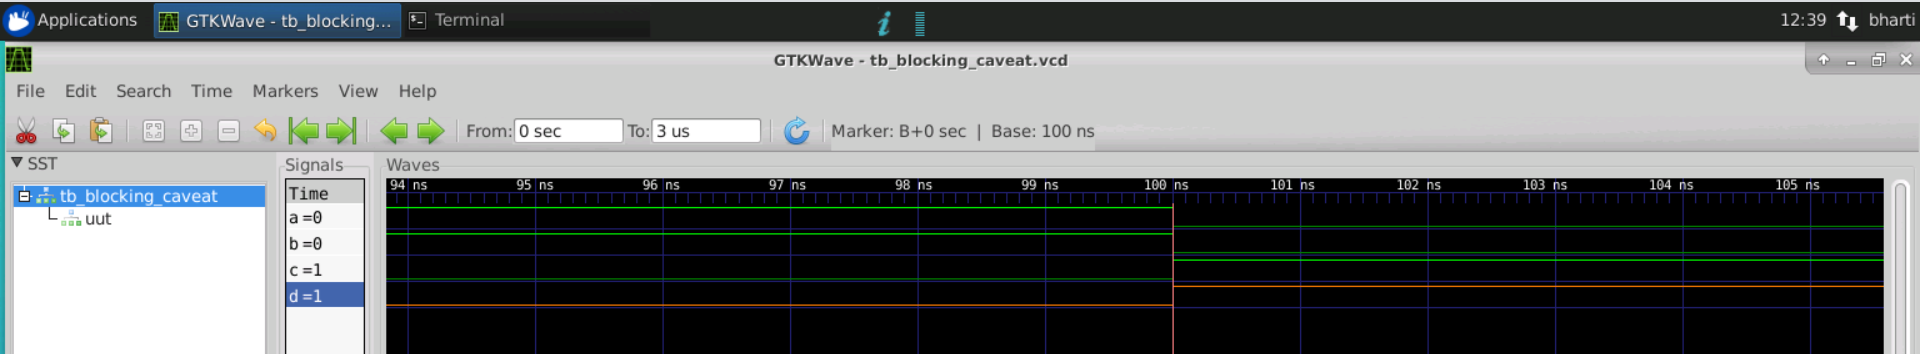 Applications GTKWave - tb_blocking... Terminal 12:39 bharti
GTKWave - tb_blocking_caveat.vcd
File Edit Search Time Markers View Help
From: 0 sec To: 3 us Marker: B+0 sec | Base: 100 ns
SST Signals Waves
94 ns 95 ns 96 ns 97 ns 98 ns 99 ns 100 ns 101 ns 102 ns 103 ns 104 ns 105 ns
tb_blocking_caveat Time
uut a=0
b=0
c=1
d=1